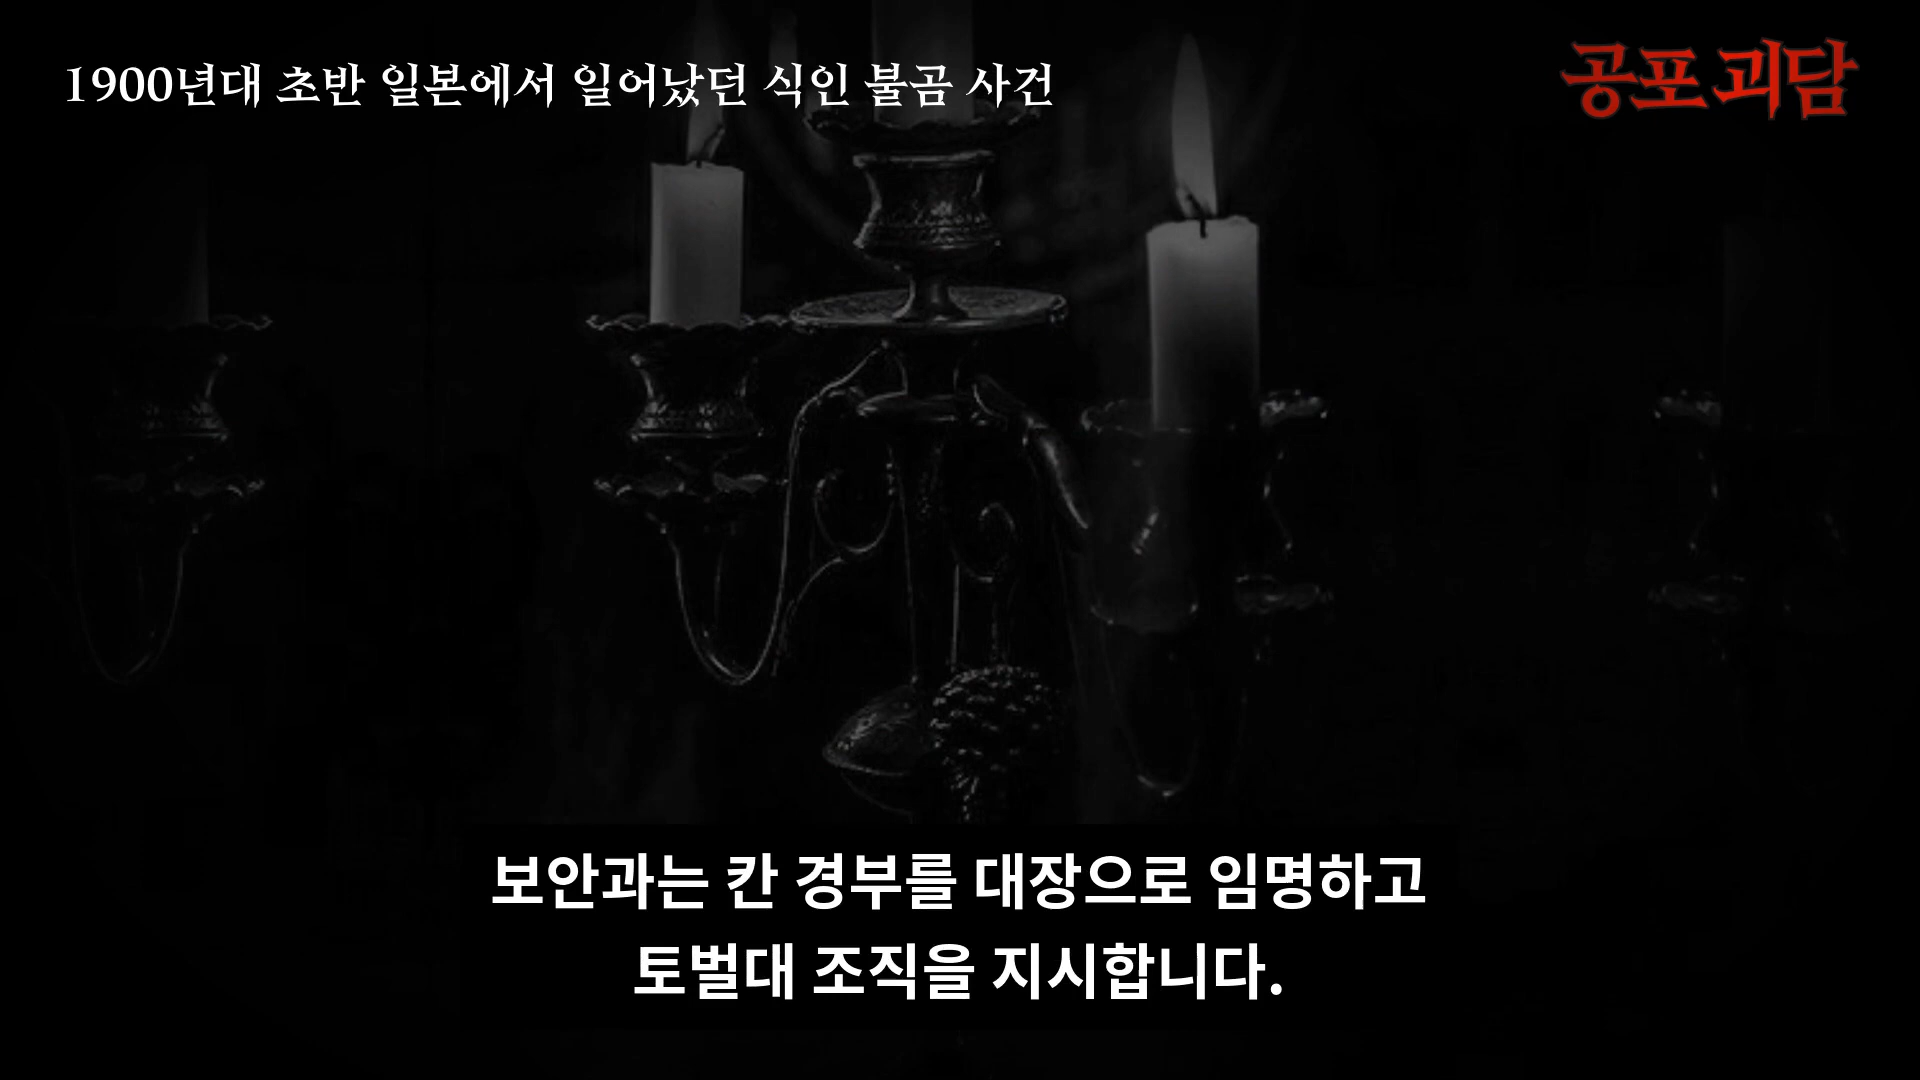 1900년대 초반 일본에서 일어났던 식인 불곰 사건
공포괴담
보안과는 칸 경부를 대장으로 임명하고
토벌대 조직을 지시합니다.